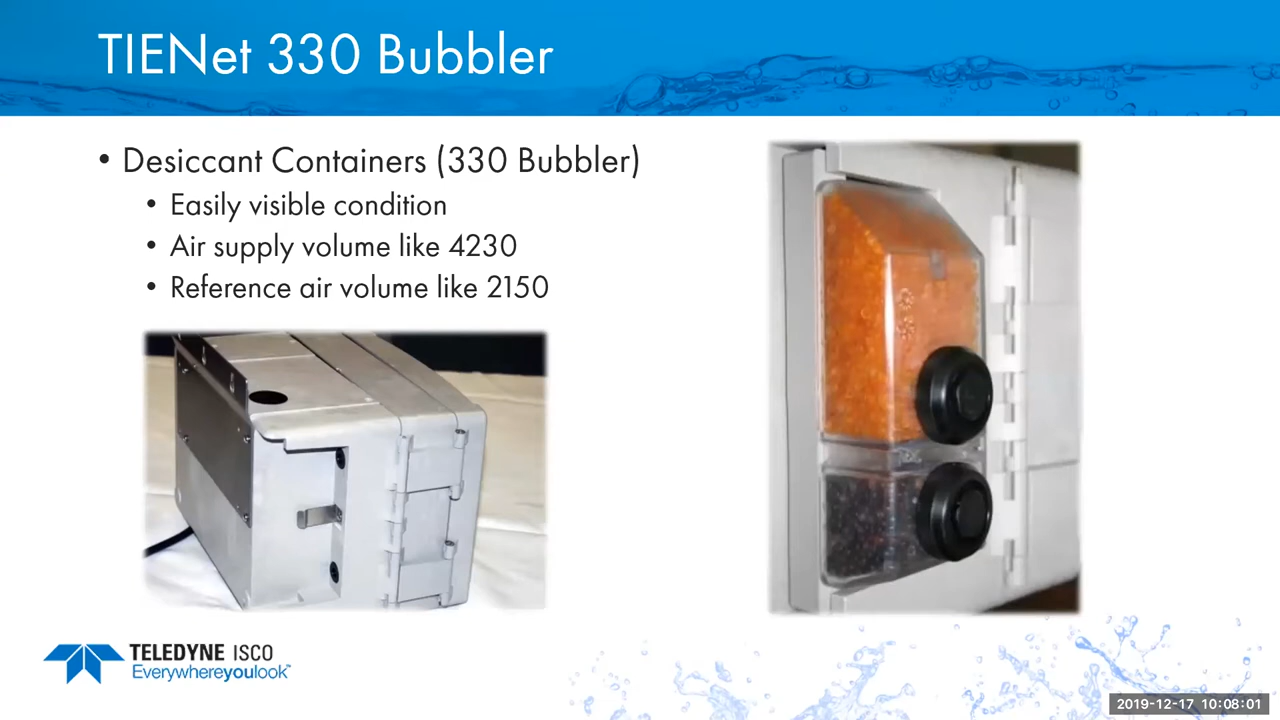 TIENet 330 Bubbler
• Desiccant Containers (330 Bubbler)
• Easily visible condition
• Air supply volume like 4230
• Reference air volume like 2150
TELEDYNE ISCO
Everywhereyoulook™
2019-12-17 10:08:01